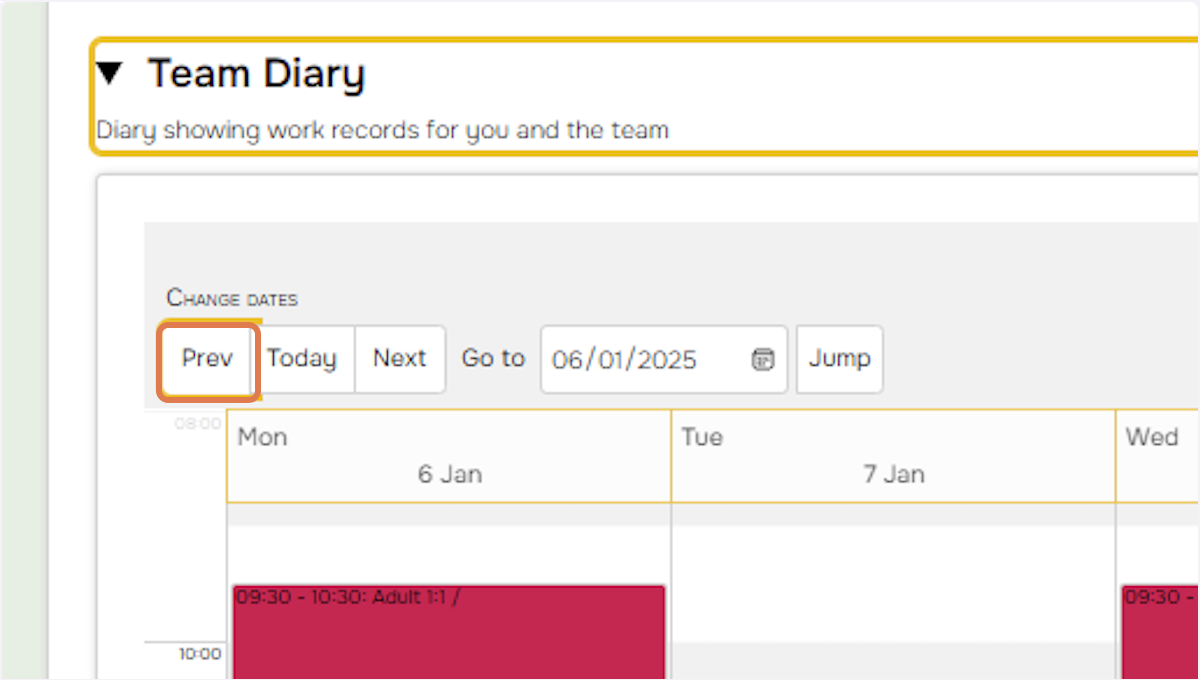 Team Diary
Diary showing work records for you and the team
Change dates
Prev Today Next Go to 06/01/2025 Jump
08:00
Mon Tue Wed
6 Jan 7 Jan
09:30 - 10:30: Adult 1:1 / 09:30 -
10:00